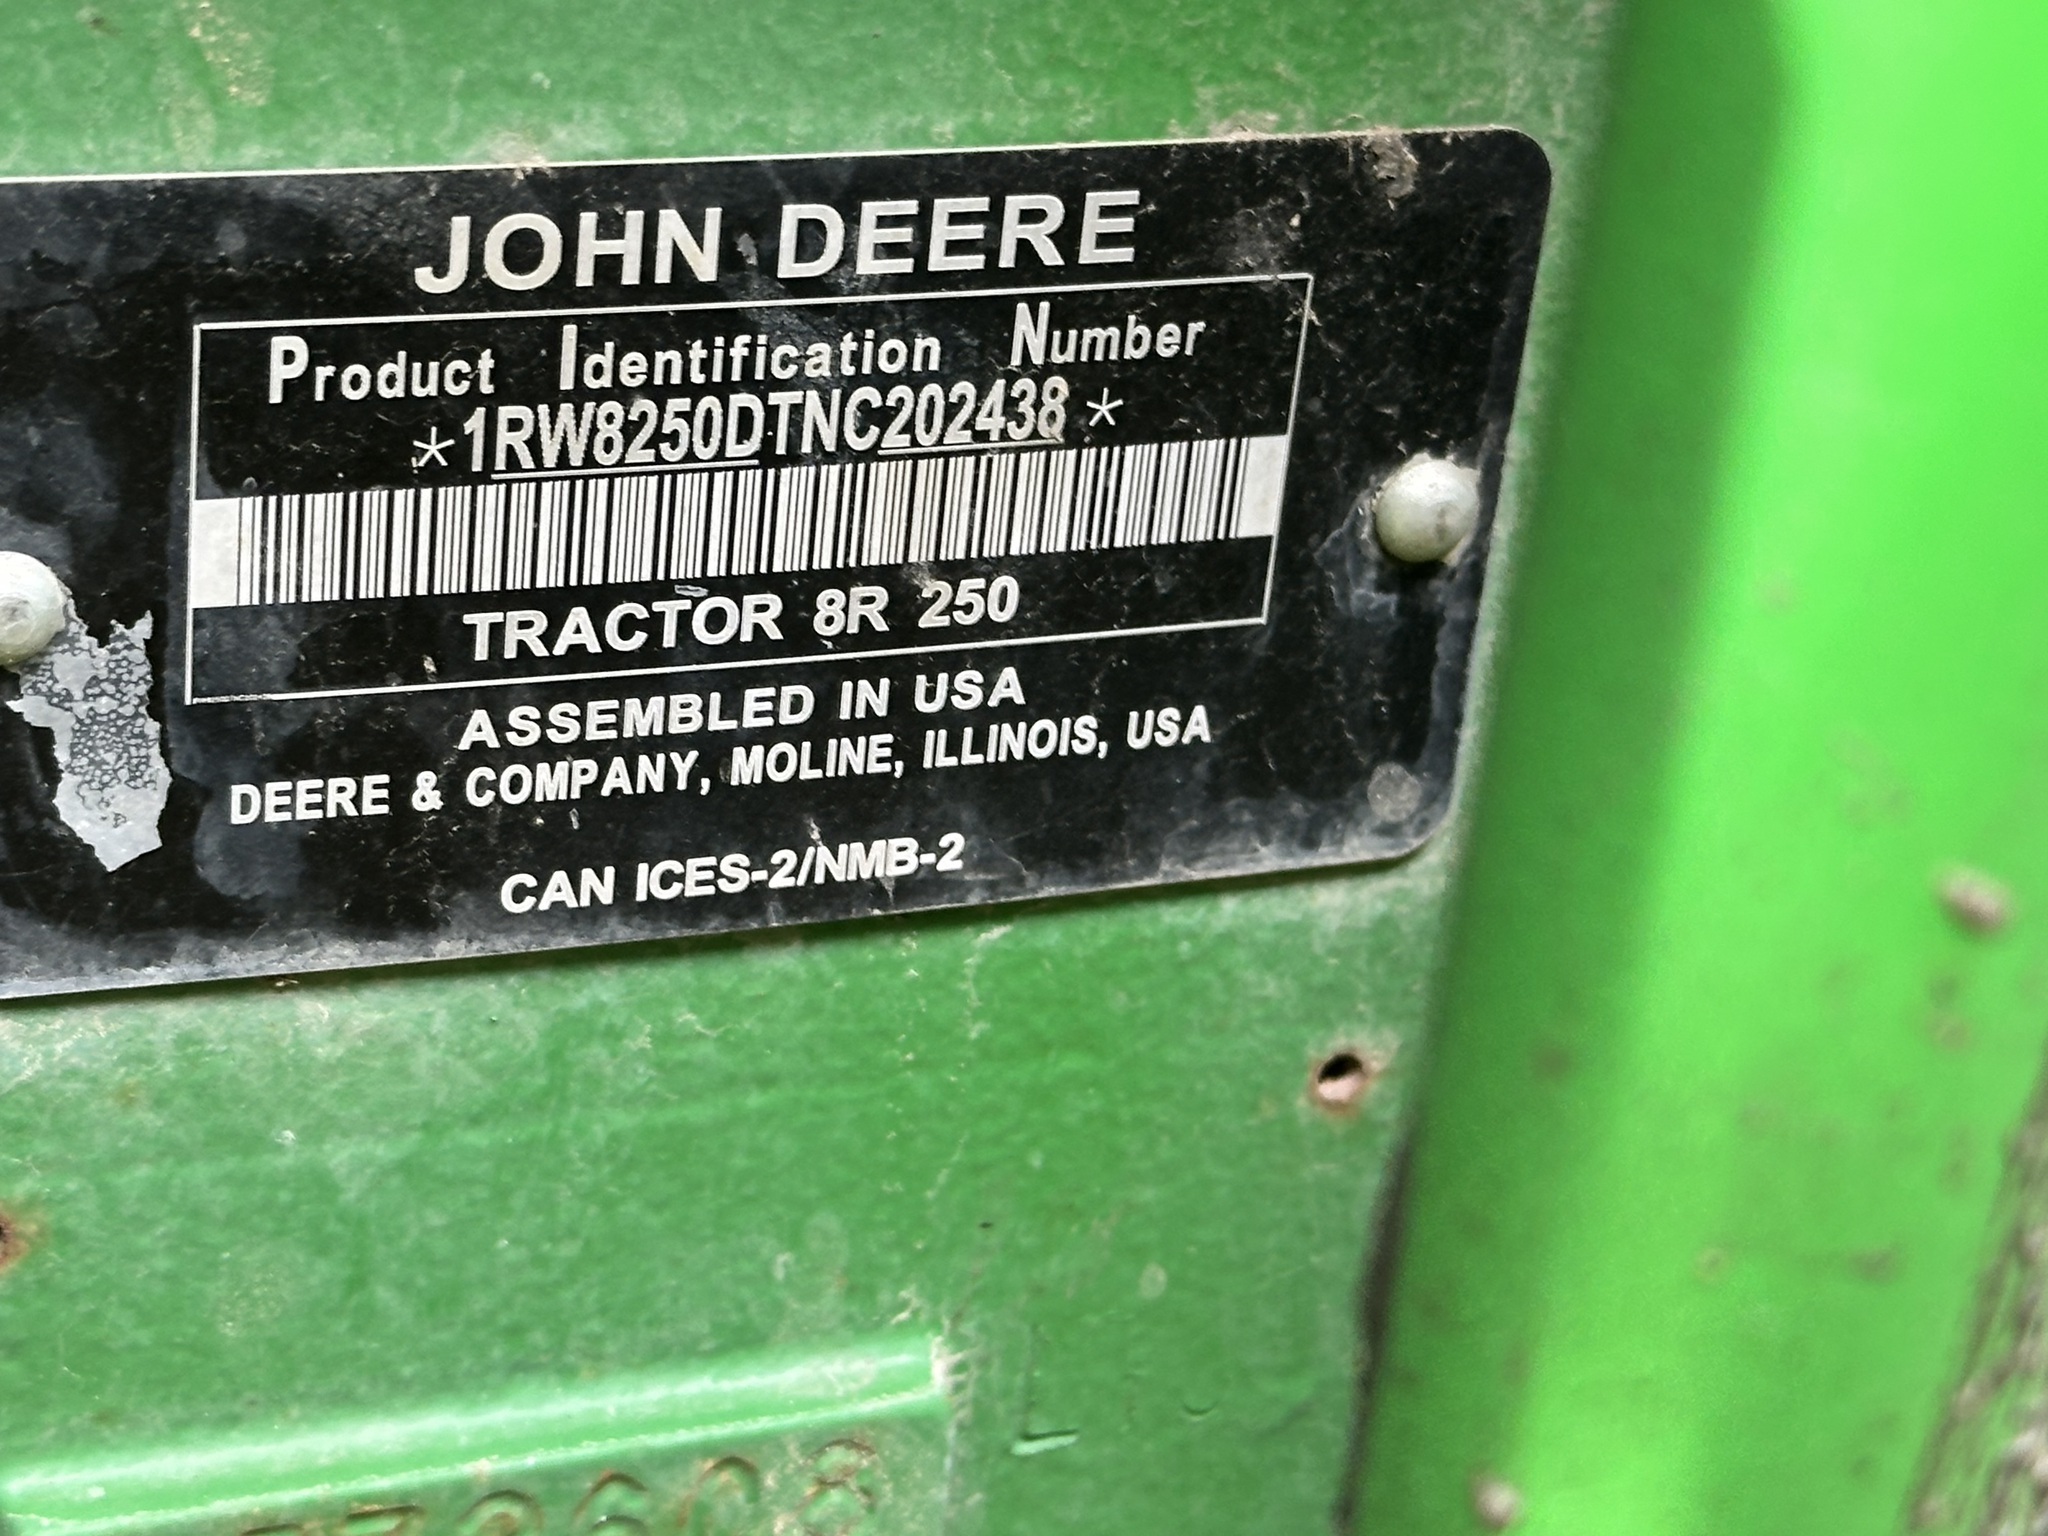 JOHN DEERE
Product Identification Number
*1RW8250DTNC202438*
TRACTOR 8R 250
ASSEMBLED IN USA
DEERE & COMPANY, MOLINE, ILLINOIS, USA
CAN ICES-2/NMB-2